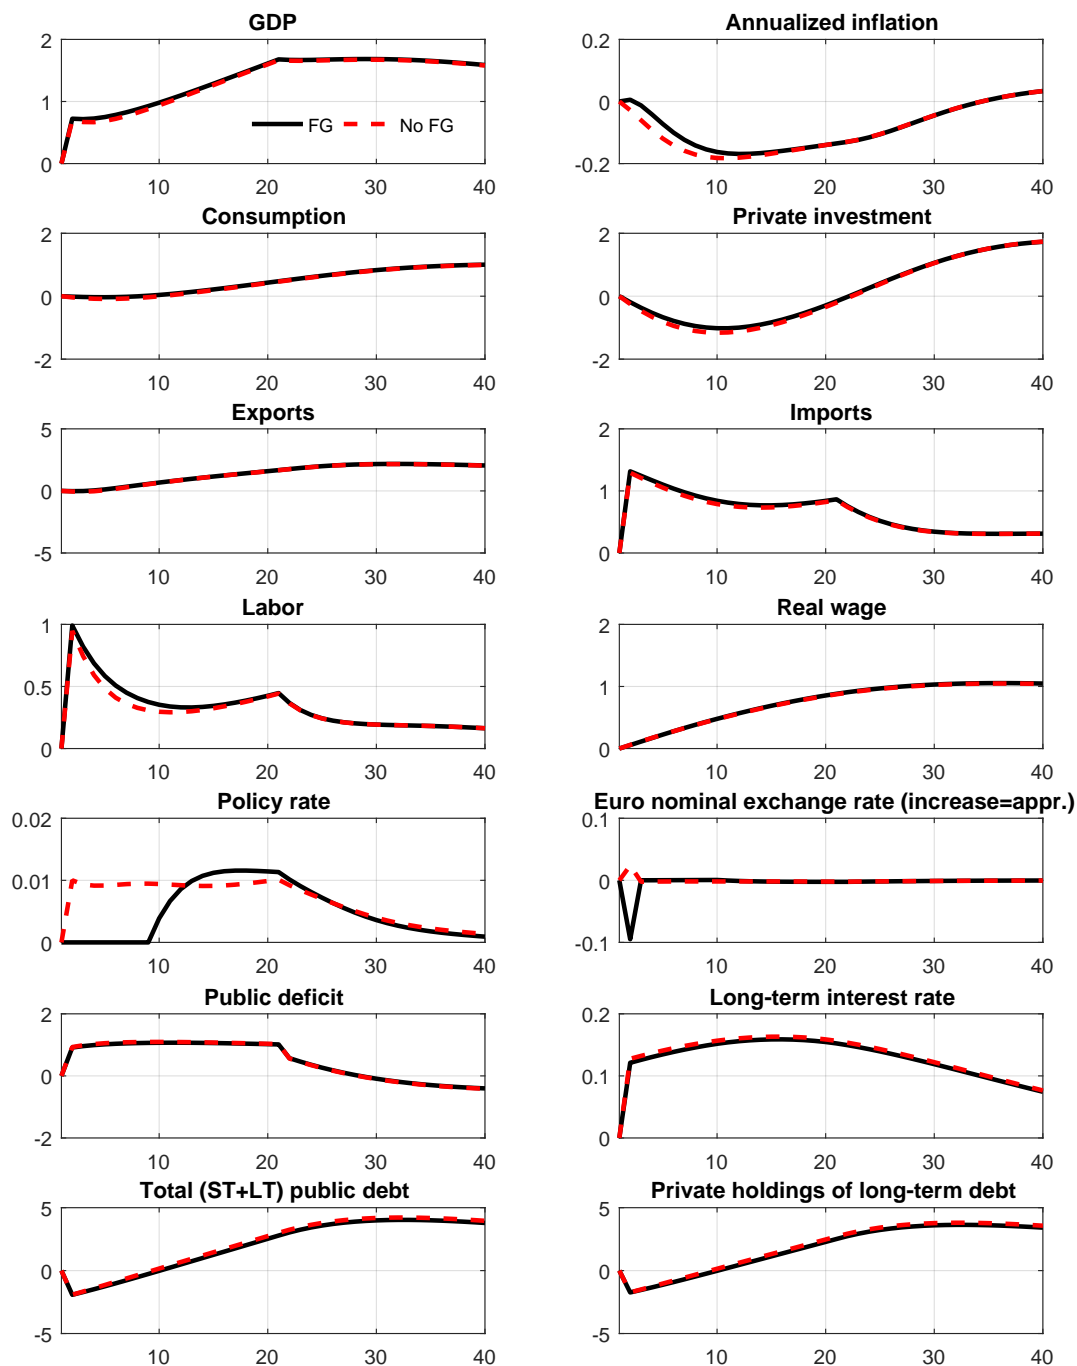 GDP
2
1
0
10 20 30 40
FG No FG
Annualized inflation
0.2
0
-0.2
10 20 30 40
Consumption
2
0
-2
10 20 30 40
Private investment
2
0
-2
10 20 30 40
Exports
5
0
-5
10 20 30 40
Imports
2
1
0
10 20 30 40
Labor
1
0.5
0
10 20 30 40
Real wage
2
1
0
10 20 30 40
Policy rate
0.02
0.01
0
10 20 30 40
Euro nominal exchange rate (increase=appr.)
0.1
0
-0.1
10 20 30 40
Public deficit
2
0
-2
10 20 30 40
Long-term interest rate
0.2
0.1
0
10 20 30 40
Total (ST+LT) public debt
5
0
-5
10 20 30 40
Private holdings of long-term debt
5
0
-5
10 20 30 40